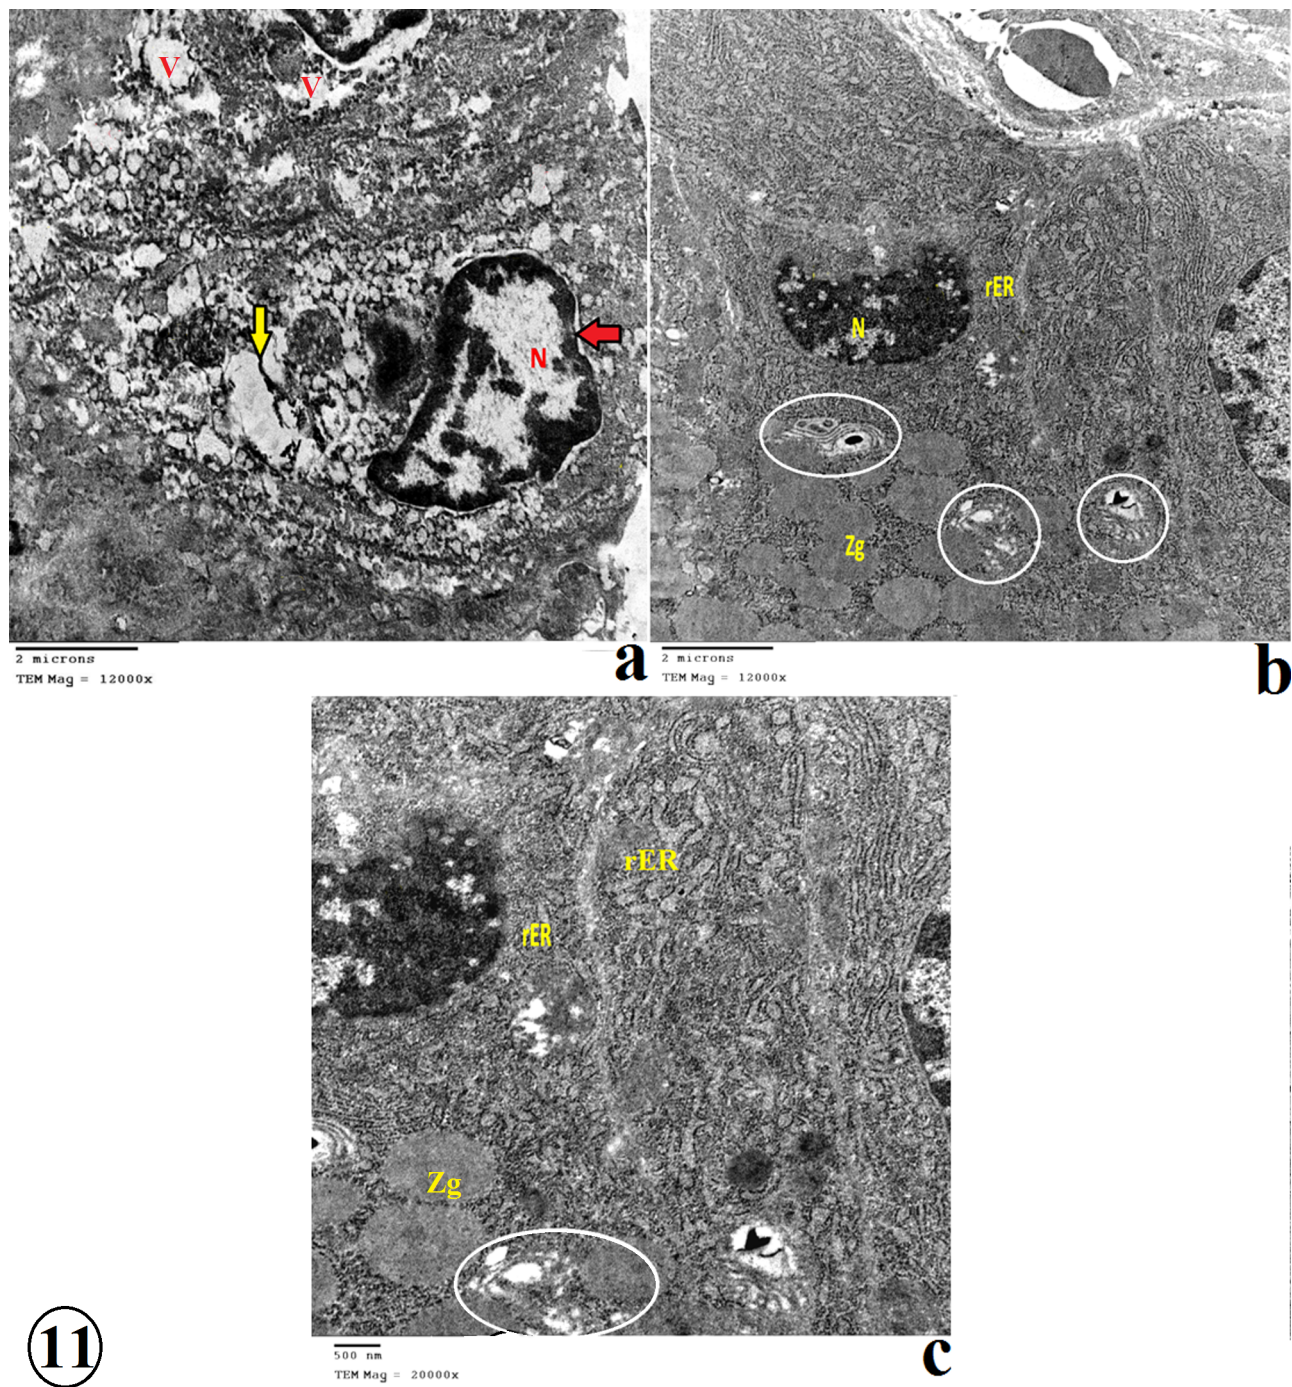 V
V
N
2 microns
TEM Mag = 12000x
a
rER
N
Zg
2 microns
TEM Mag = 12000x
b
rER
rER
Zg
500 nm
TEM Mag = 20000x
c
11